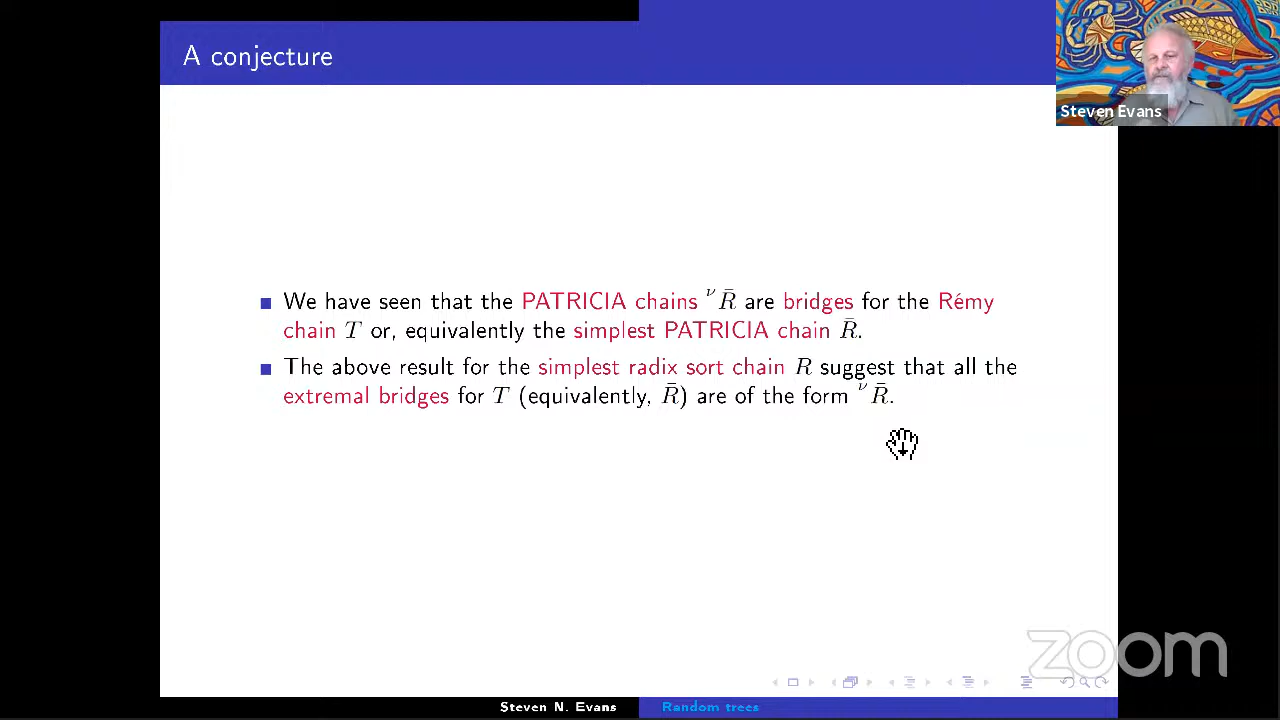 A conjecture
Steven Evans
We have seen that the PATRICIA chains ^ν R̄ are bridges for the Rémy
chain T or, equivalently the simplest PATRICIA chain R̄.
The above result for the simplest radix sort chain R suggest that all the
extremal bridges for T (equivalently, R̄) are of the form ^ν R̄.
zoom
Steven N. Evans
Random trees